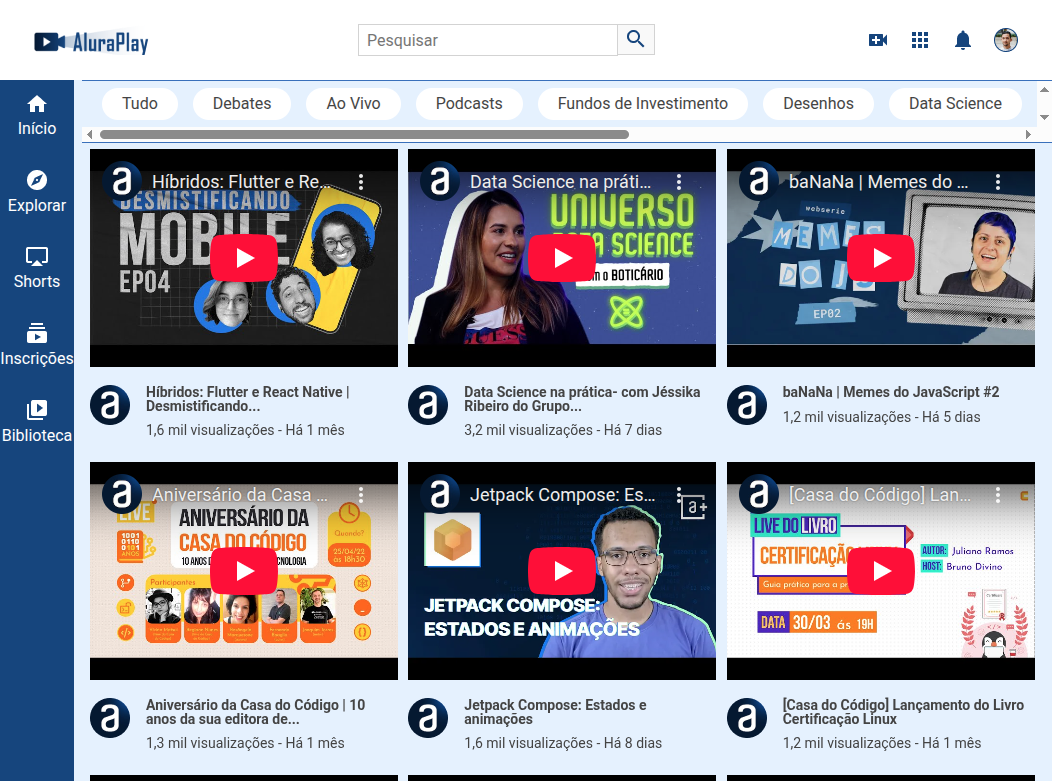 AluraPlay
Pesquisar
Início
Explorar
Shorts
Inscrições
Biblioteca
Tudo
Debates
Ao Vivo
Podcasts
Fundos de Investimento
Desenhos
Data Science
a
Híbridos: Flutter e Re...
DESMISTIFICANDO
MOBILE
EP04
a
Data Science na práti...
UNIVERSO
DATA SCIENCE
com o BOTICÁRIO
a
baNaNa | Memes do ...
webserie
MEMES
DO JS
EP02
a
Híbridos: Flutter e React Native |
Desmistificando...
1,6 mil visualizações - Há 1 mês
a
Data Science na prática- com Jéssika
Ribeiro do Grupo...
3,2 mil visualizações - Há 7 dias
a
baNaNa | Memes do JavaScript #2
1,2 mil visualizações - Há 5 dias
a
Aniversário da Casa ...
LIVE
ANIVERSÁRIO DA
CASA DO CÓDIGO
10 ANOS
1001
0110
0101
ANOS
Quando?
25/04/22
às 18h30
Participantes
a
Jetpack Compose: Es...
a+
JETPACK COMPOSE:
ESTADOS E ANIMAÇÕES
a
[Casa do Código] Lan...
LIVE DO LIVRO
CERTIFICAÇÃO
Guia prático para a
AUTOR: Juliano Ramos
HOST: Bruno Divino
DATA 30/03 às 19H
a
Aniversário da Casa do Código | 10
anos da sua editora de...
1,3 mil visualizações - Há 1 mês
a
Jetpack Compose: Estados e
animações
1,6 mil visualizações - Há 8 dias
a
[Casa do Código] Lançamento do Livro
Certificação Linux
1,2 mil visualizações - Há 1 mês